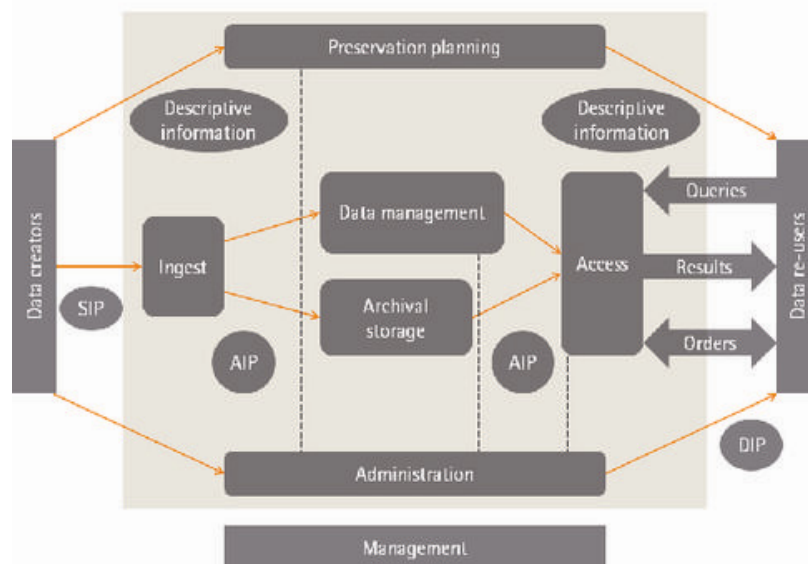 Preservation planning
Descriptive
information
Descriptive
information
Data creators
Data management
Queries
Ingest
Access
Results
Data re-users
SIP
Archival
storage
AIP
AIP
Orders
DIP
Administration
Management